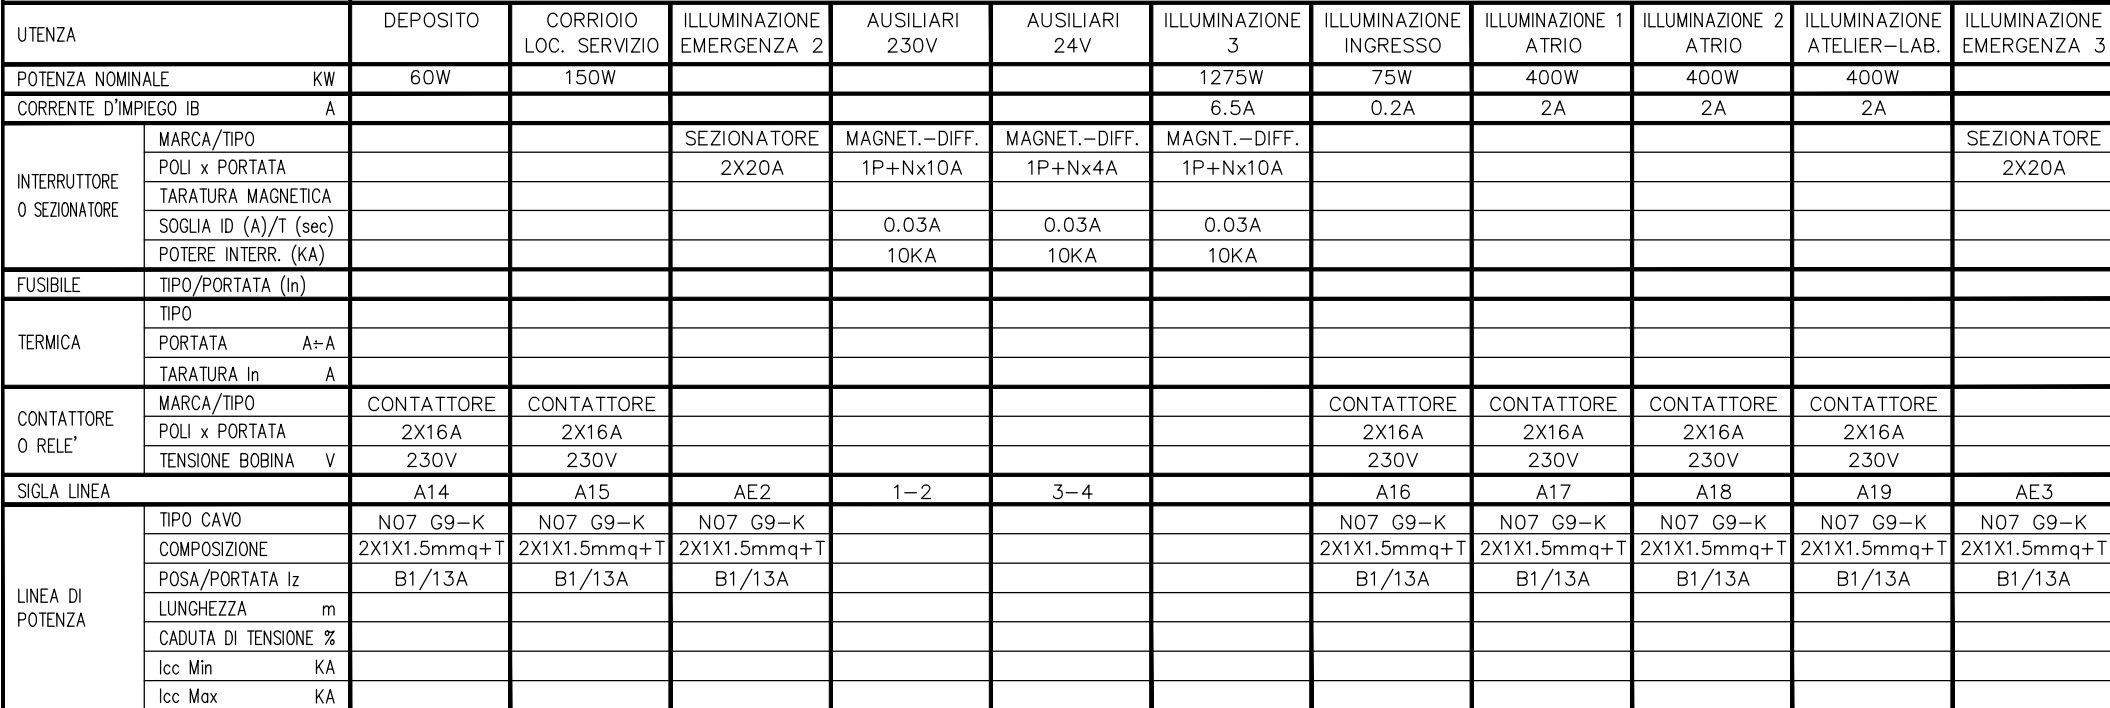 UTENZA DEPOSITO CORRIOIO LOC. SERVIZIO ILLUMINAZIONE EMERGENZA 2 AUSILIARI 230V AUSILIARI 24V ILLUMINAZIONE 3 ILLUMINAZIONE INGRESSO ILLUMINAZIONE 1 ATRIO ILLUMINAZIONE 2 ATRIO ILLUMINAZIONE ATELIER-LAB. ILLUMINAZIONE EMERGENZA 3
POTENZA NOMINALE KW 60W 150W 1275W 75W 400W 400W 400W
CORRENTE D'IMPIEGO IB A 6.5A 0.2A 2A 2A 2A
INTERRUTTORE O SEZIONATORE
MARCA/TIPO SEZIONATORE MAGNET.-DIFF. MAGNET.-DIFF. MAGNT.-DIFF. SEZIONATORE
POLI x PORTATA 2X20A 1P+Nx10A 1P+Nx4A 1P+Nx10A 2X20A
TARATURA MAGNETICA
SOGLIA ID (A)/T (sec) 0.03A 0.03A 0.03A
POTERE INTERR. (KA) 10KA 10KA 10KA
FUSIBILE TIPO/PORTATA (In)
TERMICA
TIPO
PORTATA A÷A
TARATURA In A
CONTATTORE O RELE'
MARCA/TIPO CONTATTORE CONTATTORE CONTATTORE CONTATTORE CONTATTORE CONTATTORE
POLI x PORTATA 2X16A 2X16A 2X16A 2X16A 2X16A 2X16A
TENSIONE BOBINA V 230V 230V 230V 230V 230V 230V
SIGLA LINEA A14 A15 AE2 1-2 3-4 A16 A17 A18 A19 AE3
LINEA DI POTENZA
TIPO CAVO N07 G9-K N07 G9-K N07 G9-K N07 G9-K N07 G9-K N07 G9-K N07 G9-K N07 G9-K
COMPOSIZIONE 2X1X1.5mmq+T 2X1X1.5mmq+T 2X1X1.5mmq+T 2X1X1.5mmq+T 2X1X1.5mmq+T 2X1X1.5mmq+T 2X1X1.5mmq+T 2X1X1.5mmq+T
POSA/PORTATA Iz B1/13A B1/13A B1/13A B1/13A B1/13A B1/13A B1/13A B1/13A
LUNGHEZZA m
CADUTA DI TENSIONE %
Icc Min KA
Icc Max KA